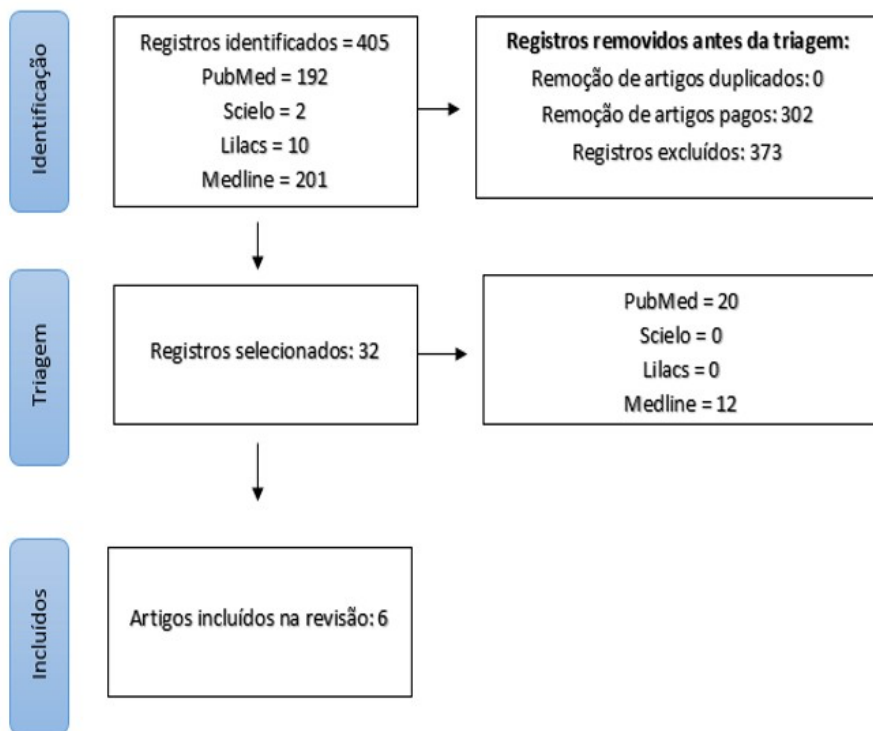 Identificação
Registros identificados = 405
PubMed = 192
Scielo = 2
Lilacs = 10
Medline = 201
Registros removidos antes da triagem:
Remoção de artigos duplicados: 0
Remoção de artigos pagos: 302
Registros excluídos: 373
Triagem
Registros selecionados: 32
PubMed = 20
Scielo = 0
Lilacs = 0
Medline = 12
Incluídos
Artigos incluídos na revisão: 6